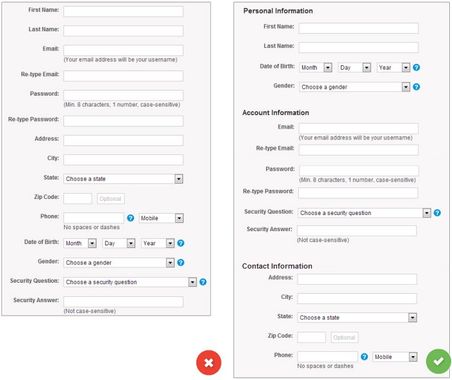 First Name:
Last Name:
Email:
(Your email address will be your username)
Re-type Email:
Password:
(Min. 8 characters, 1 number, case-sensitive)
Re-type Password:
Address:
City:
State: Choose a state
Zip Code: Optional
Phone: ? Mobile
No spaces or dashes
Date of Birth: Month Day Year ?
Gender: Choose a gender ?
Security Question: Choose a security question ?
Security Answer:
(Not case-sensitive)
Personal Information
First Name:
Last Name:
Date of Birth: Month Day Year ?
Gender: Choose a gender ?
Account Information
Email:
(Your email address will be your username)
Re-type Email:
Password:
(Min. 8 characters, 1 number, case-sensitive)
Re-type Password:
Security Question: Choose a security question ?
Security Answer:
(Not case-sensitive)
Contact Information
Address:
City:
State: Choose a state
Zip Code: Optional
Phone: ? Mobile
No spaces or dashes